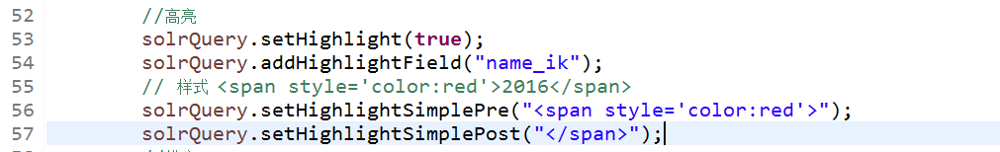 52 //高亮
53 solrQuery.setHighlight(true);
54 solrQuery.addHighlightField("name_ik");
55 // 样式 <span style='color:red'>2016</span>
56 solrQuery.setHighlightSimplePre("<span style='color:red'>");
57 solrQuery.setHighlightSimplePost("</span>");